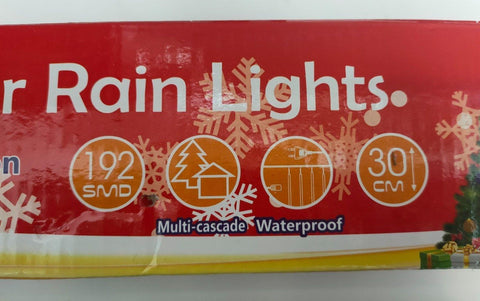 r Rain Lights
192
SMD
30
CM
Multi-cascade Waterproof